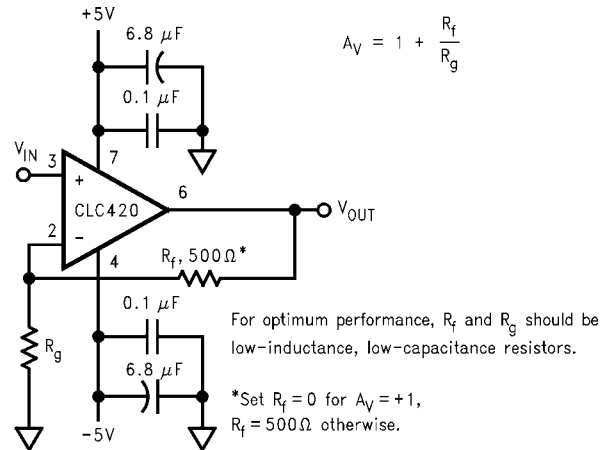 +5V
6.8 μF
A_V = 1 + R_f / R_g
0.1 μF
V_IN
3
7
+
CLC420
6
V_OUT
2
−
4
R_f, 500Ω*
0.1 μF
R_g
6.8 μF
−5V
For optimum performance, R_f and R_g should be
low-inductance, low-capacitance resistors.
*Set R_f = 0 for A_V = +1,
R_f = 500Ω otherwise.